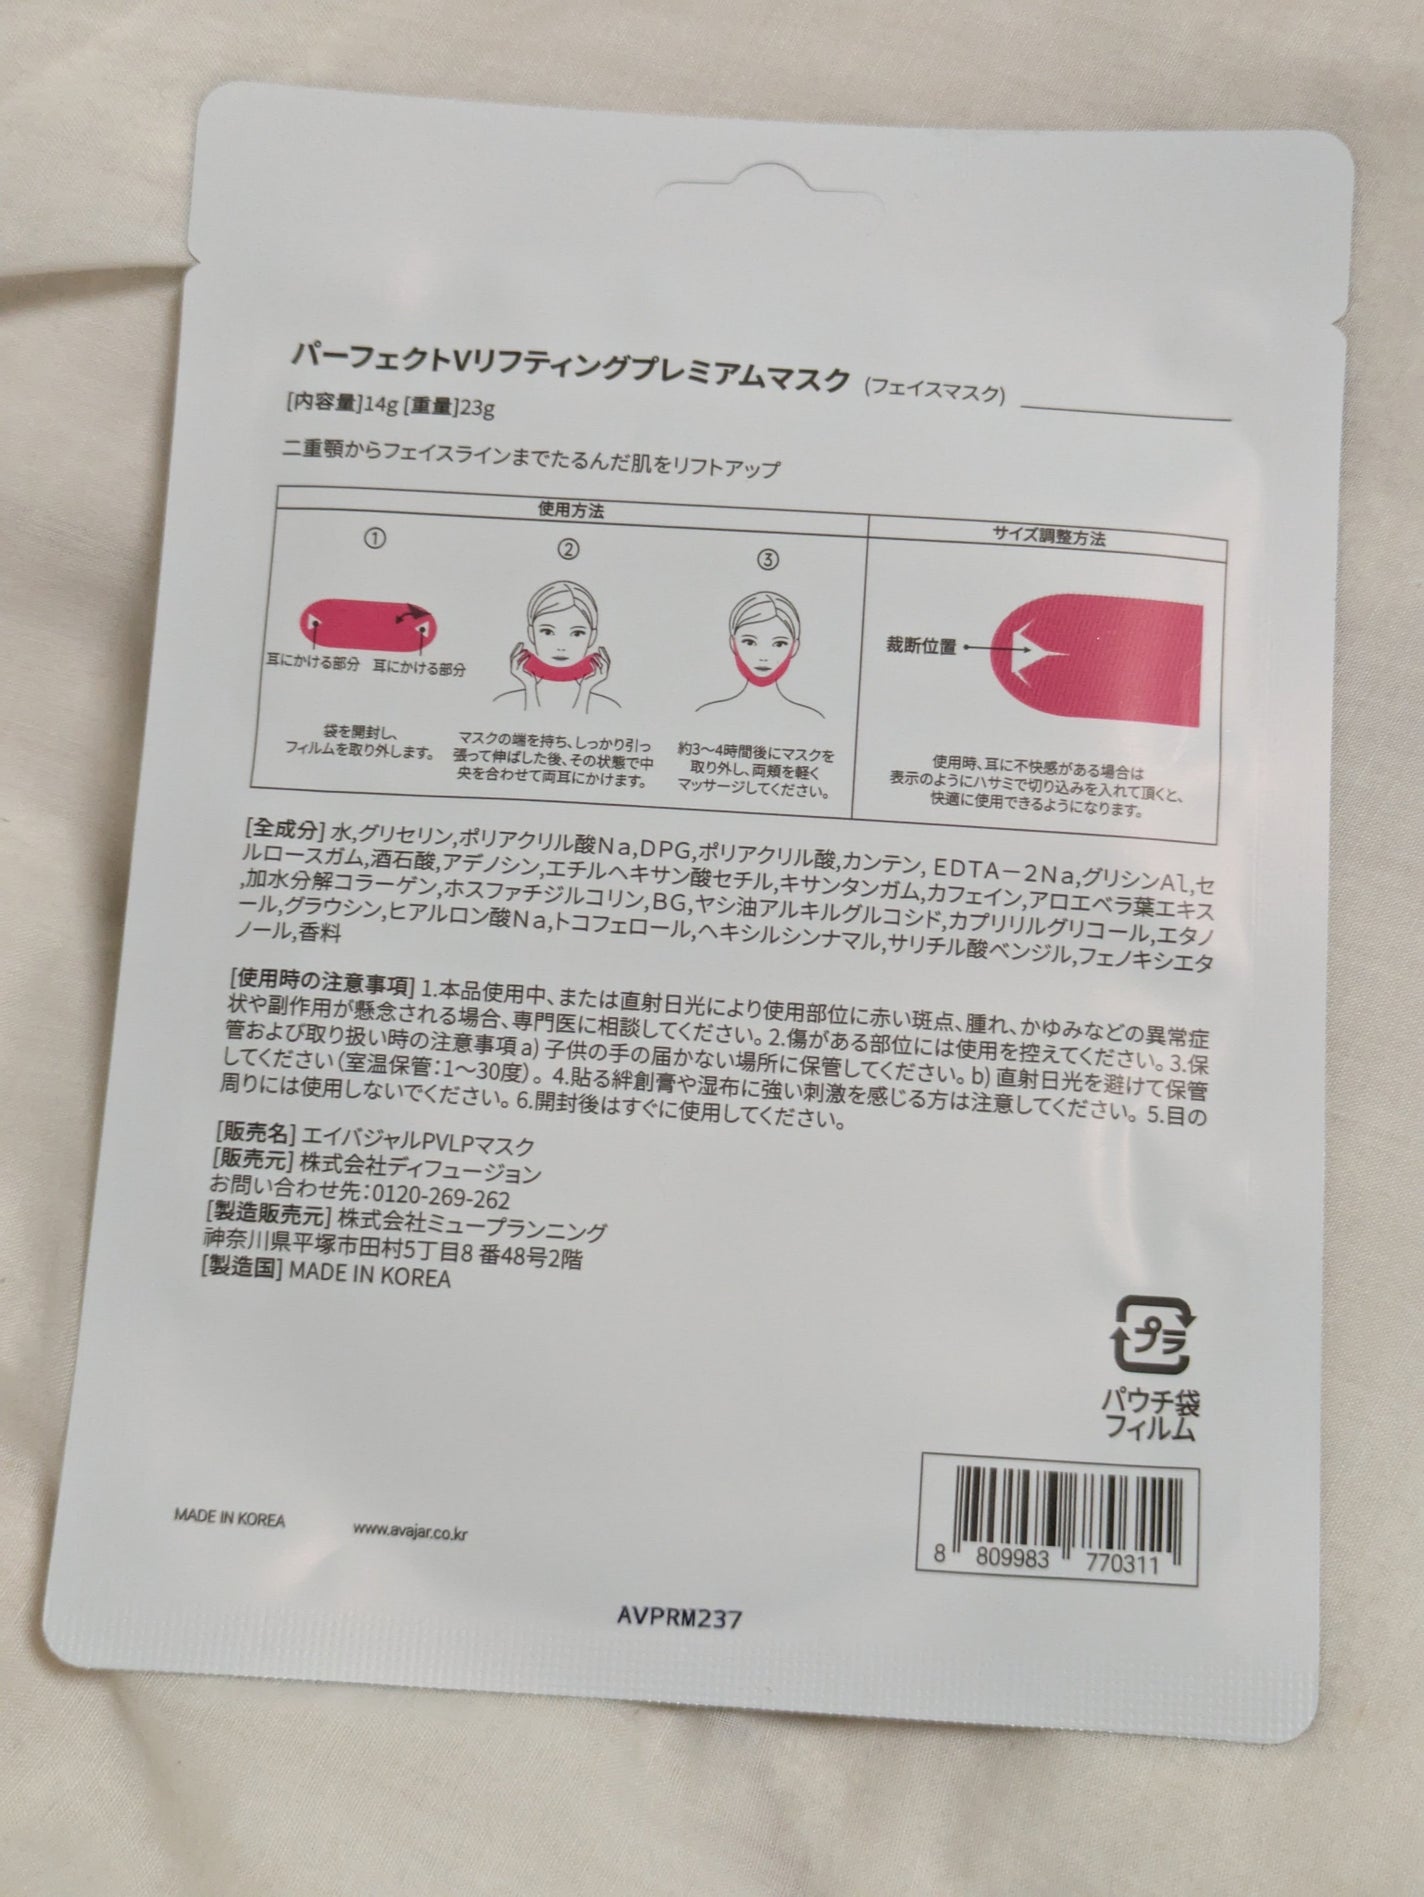 パーフェクトVリフティングプレミアムマスク (フェイスマスク)
[内容量]14g [重量]23g
二重顎からフェイスラインまでたるんだ肌をリフトアップ
使用方法
①
耳にかける部分 耳にかける部分
袋を開封し、
フィルムを取り外します。
②
マスクの端を持ち、しっかり引っ
張って伸ばした後、その状態で中
央を合わせて両耳にかけます。
③
約3〜4時間後にマスクを
取り外し、両頬を軽く
マッサージしてください。
サイズ調整方法
裁断位置
使用時、耳に不快感がある場合は
表示のようにハサミで切り込みを入れて頂くと、
快適に使用できるようになります。
[全成分] 水,グリセリン,ポリアクリル酸Na,DPG,ポリアクリル酸,カンテン, EDTA－2Na,グリシンAl,セ
ルロースガム,酒石酸,アデノシン,エチルヘキサン酸セチル,キサンタンガム,カフェイン,アロエベラ葉エキス
,加水分解コラーゲン,ホスファチジルコリン,BG,ヤシ油アルキルグルコシド,カプリリルグリコール,エタノ
ール,グラウシン,ヒアルロン酸Na,トコフェロール,ヘキシルシンナマル,サリチル酸ベンジル,フェノキシエタ
ノール,香料
[使用時の注意事項] 1.本品使用中、または直射日光により使用部位に赤い斑点、腫れ、かゆみなどの異常症
状や副作用が懸念される場合、専門医に相談してください。2.傷がある部位には使用を控えてください。3.保
管および取り扱い時の注意事項 a) 子供の手の届かない場所に保管してください。b) 直射日光を避けて保管
してください（室温保管：1〜30度）。4.貼る絆創膏や湿布に強い刺激を感じる方は注意してください。5.目の
周りには使用しないでください。6.開封後はすぐに使用してください。
[販売名] エイバジャルPVLPマスク
[販売元] 株式会社ディフュージョン
お問い合わせ先：0120-269-262
[製造販売元] 株式会社ミュープランニング
神奈川県平塚市田村5丁目8 番48号2階
[製造国] MADE IN KOREA
プラ
パウチ袋
フィルム
8 809983 770311
MADE IN KOREA www.avajar.co.kr
AVPRM237